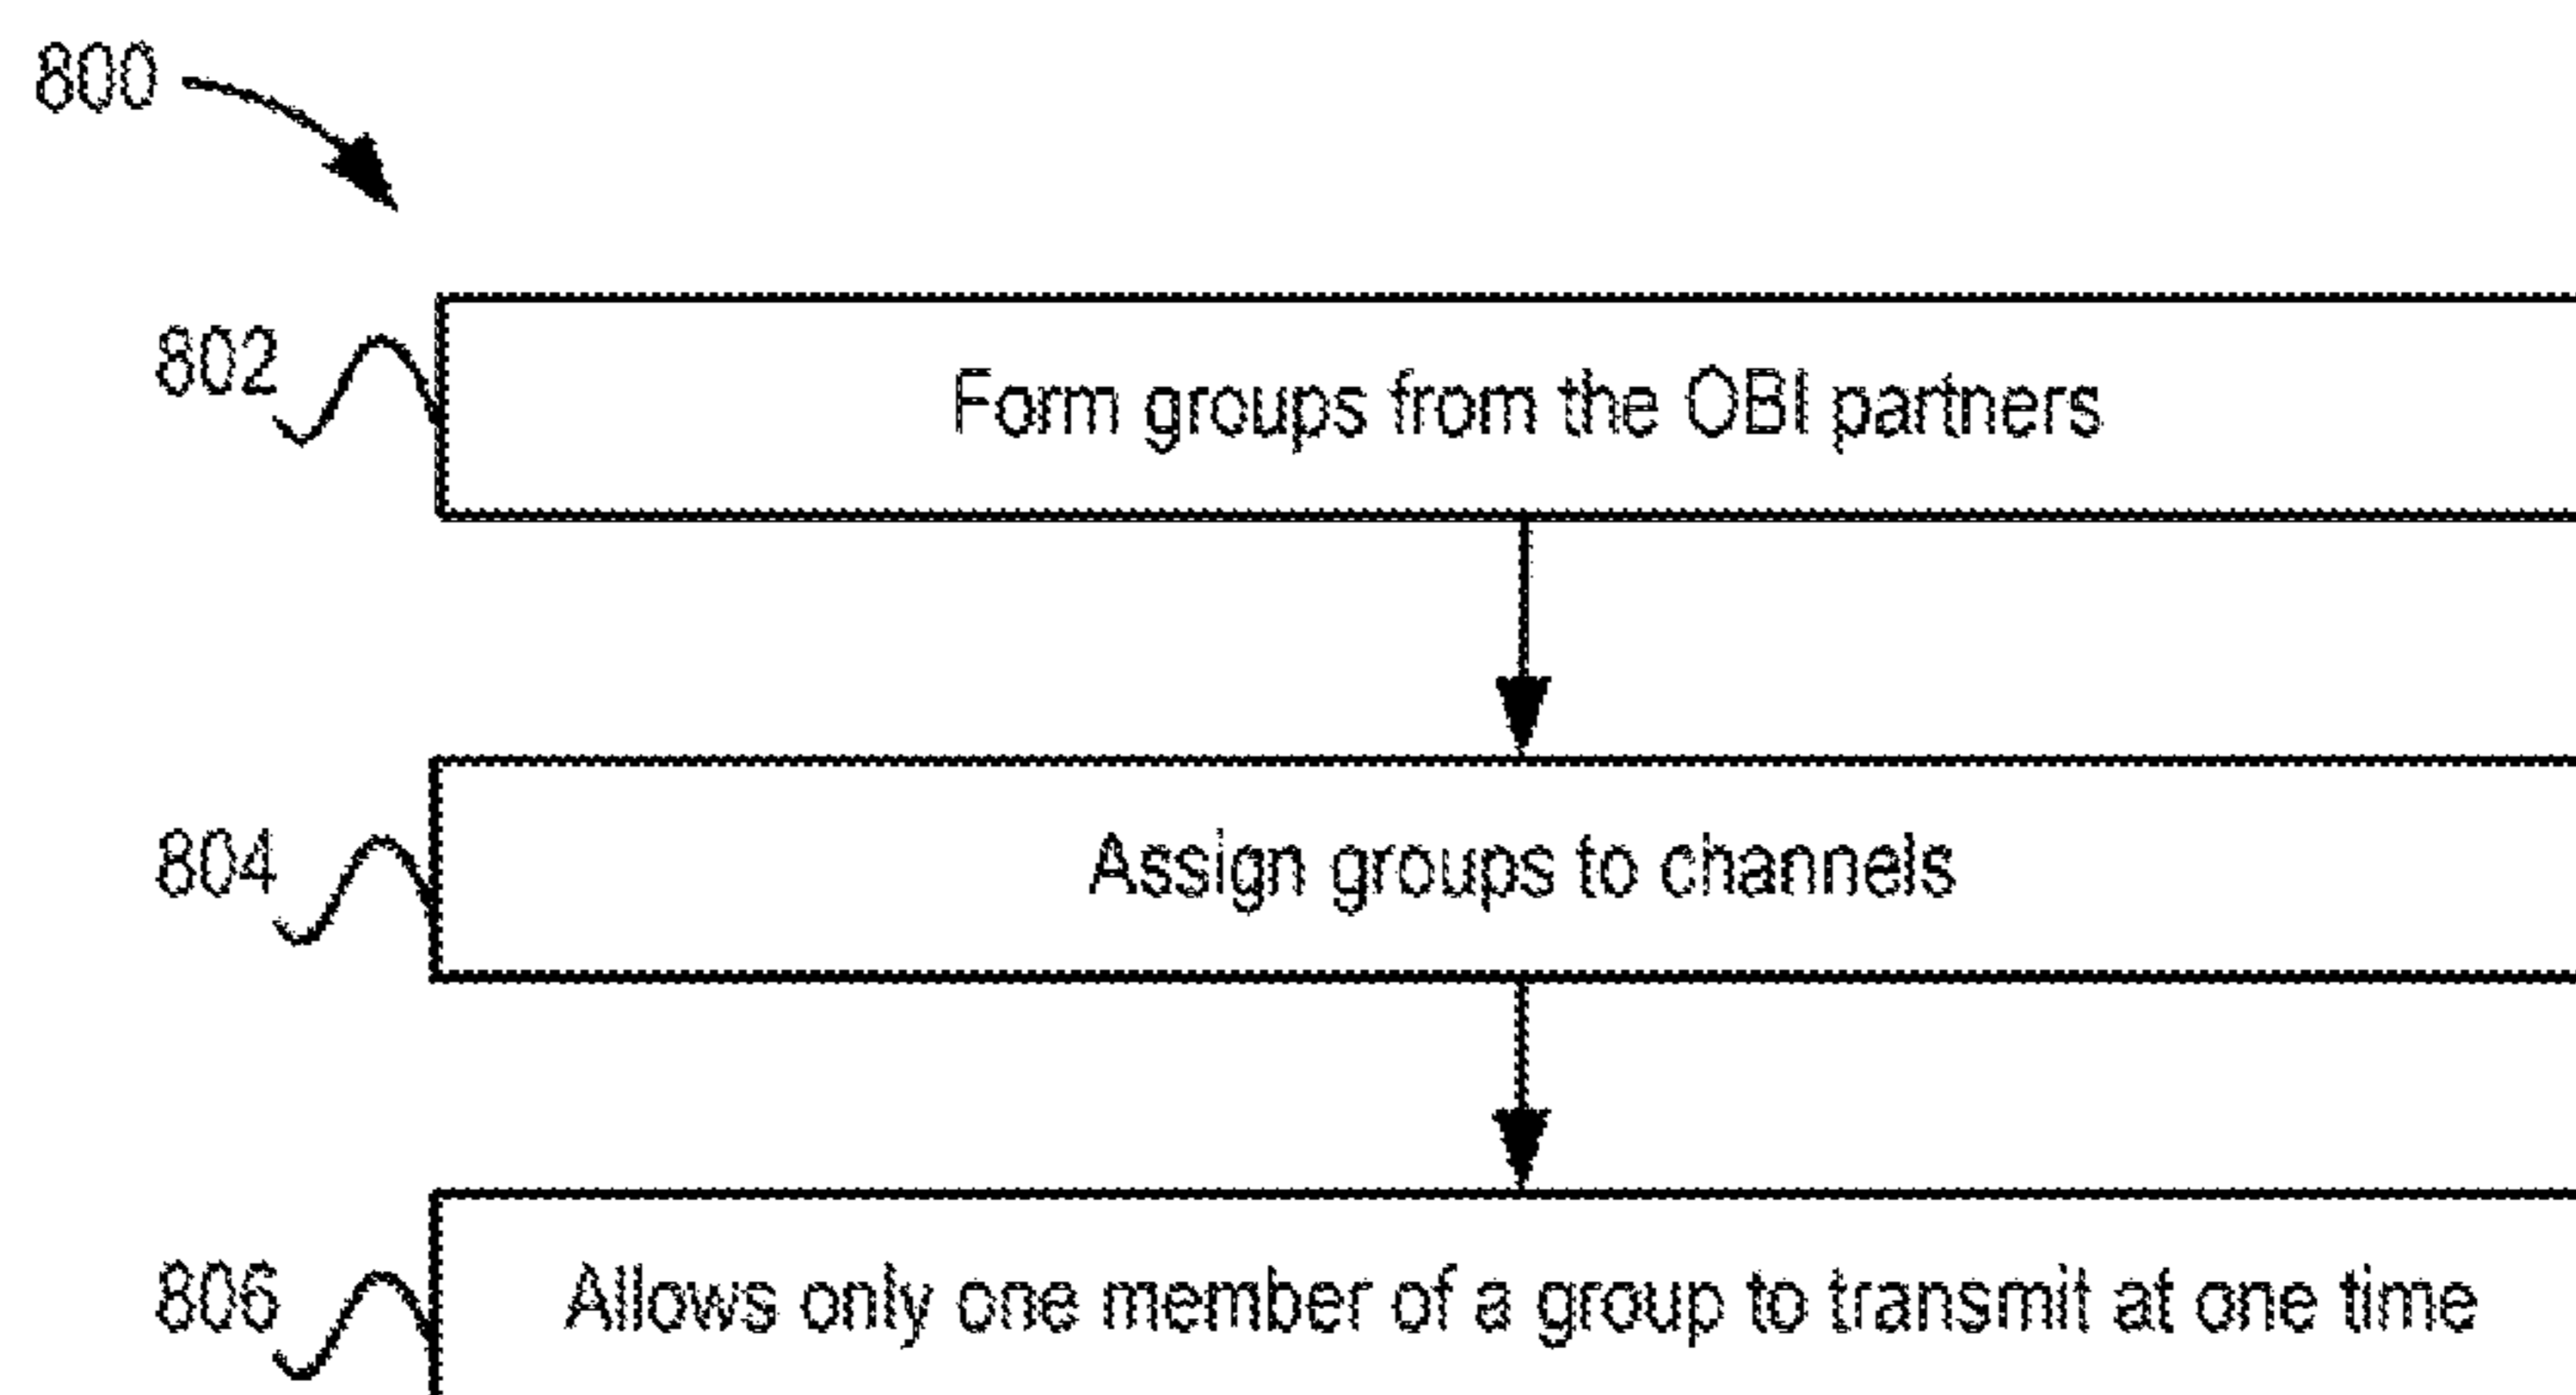 800
802
Form groups from the OBI partners
804
Assign groups to channels
806
Allows only one member of a group to transmit at one time